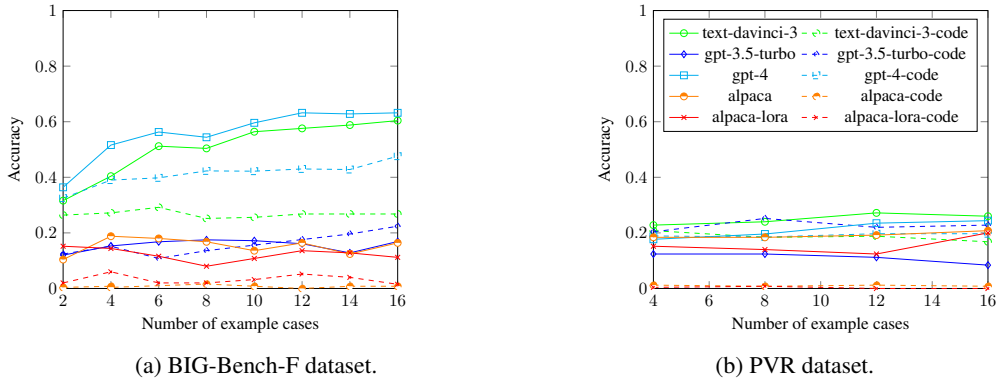 1
0.8
0.6
0.4
0.2
0
2 4 6 8 10 12 14 16
Accuracy
Number of example cases
(a) BIG-Bench-F dataset.
1
0.8
0.6
0.4
0.2
0
4 6 8 10 12 14 16
Accuracy
Number of example cases
text-davinci-3 text-davinci-3-code
gpt-3.5-turbo gpt-3.5-turbo-code
gpt-4 gpt-4-code
alpaca alpaca-code
alpaca-lora alpaca-lora-code
(b) PVR dataset.